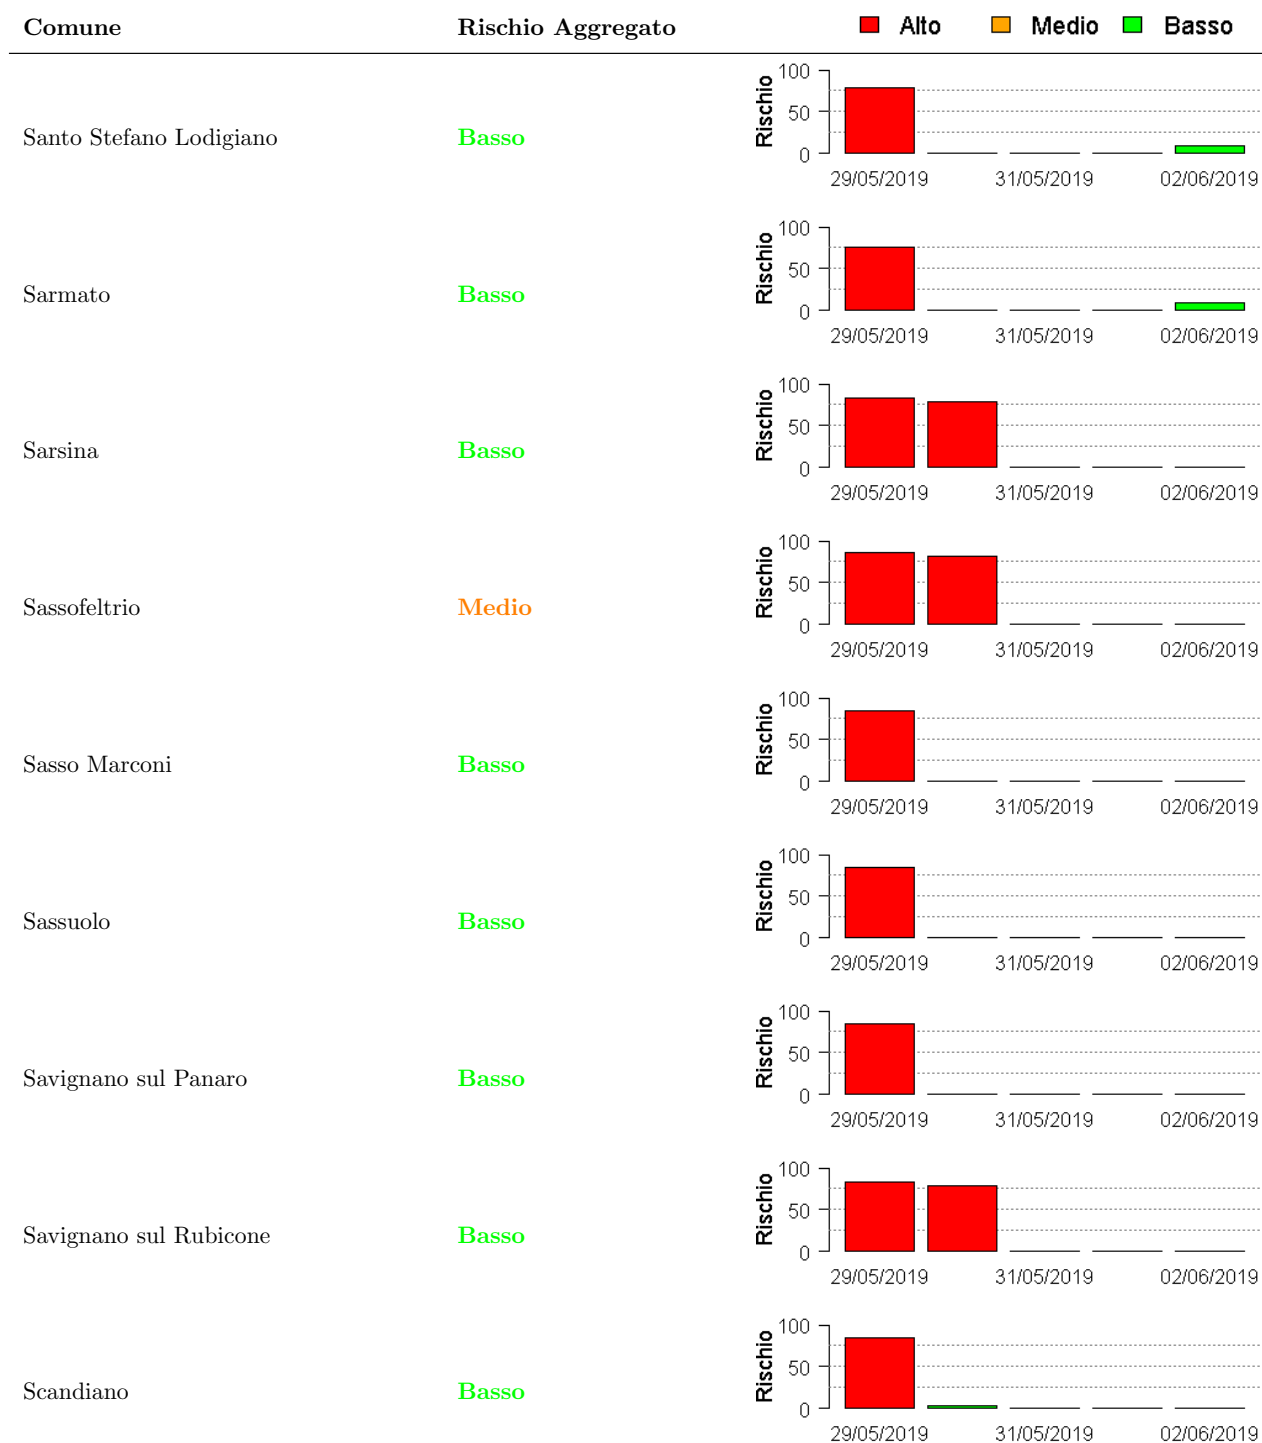 Comune Rischio Aggregato Alto Medio Basso
Santo Stefano Lodigiano Basso Rischio 100 50 0
29/05/2019 31/05/2019 02/06/2019
Sarmato Basso Rischio 100 50 0
29/05/2019 31/05/2019 02/06/2019
Sarsina Basso Rischio 100 50 0
29/05/2019 31/05/2019 02/06/2019
Sassofeltrio Medio Rischio 100 50 0
29/05/2019 31/05/2019 02/06/2019
Sasso Marconi Basso Rischio 100 50 0
29/05/2019 31/05/2019 02/06/2019
Sassuolo Basso Rischio 100 50 0
29/05/2019 31/05/2019 02/06/2019
Savignano sul Panaro Basso Rischio 100 50 0
29/05/2019 31/05/2019 02/06/2019
Savignano sul Rubicone Basso Rischio 100 50 0
29/05/2019 31/05/2019 02/06/2019
Scandiano Basso Rischio 100 50 0
29/05/2019 31/05/2019 02/06/2019